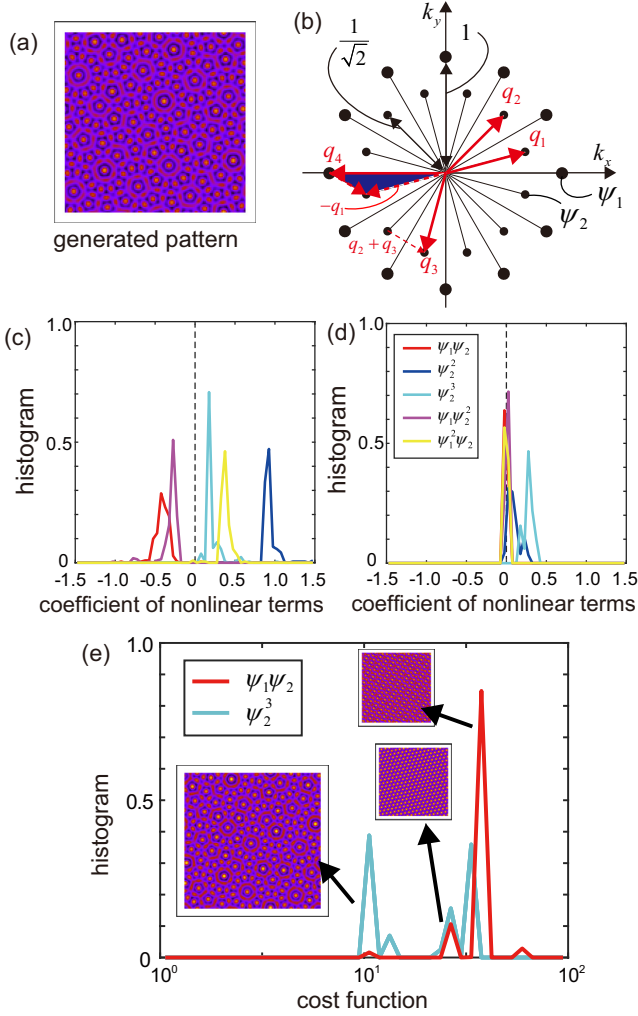 (a)
generated pattern
(b)
k_y
1/√2
1
q_2
q_1
q_4
k_x
ψ_1
-q_1
ψ_2
q_2 + q_3
q_3
(c)
1.0
0.5
0
histogram
-1.5 -1.0 -0.5 0 0.5 1.0 1.5
coefficient of nonlinear terms
(d)
1.0
0.5
0
histogram
ψ_1ψ_2
ψ_2^2
ψ_2^3
ψ_1ψ_2^2
ψ_1^2ψ_2
-1.5 -1.0 -0.5 0 0.5 1.0 1.5
coefficient of nonlinear terms
(e)
1.0
0.5
0
histogram
ψ_1ψ_2
ψ_2^3
10^0 10^1 10^2
cost function